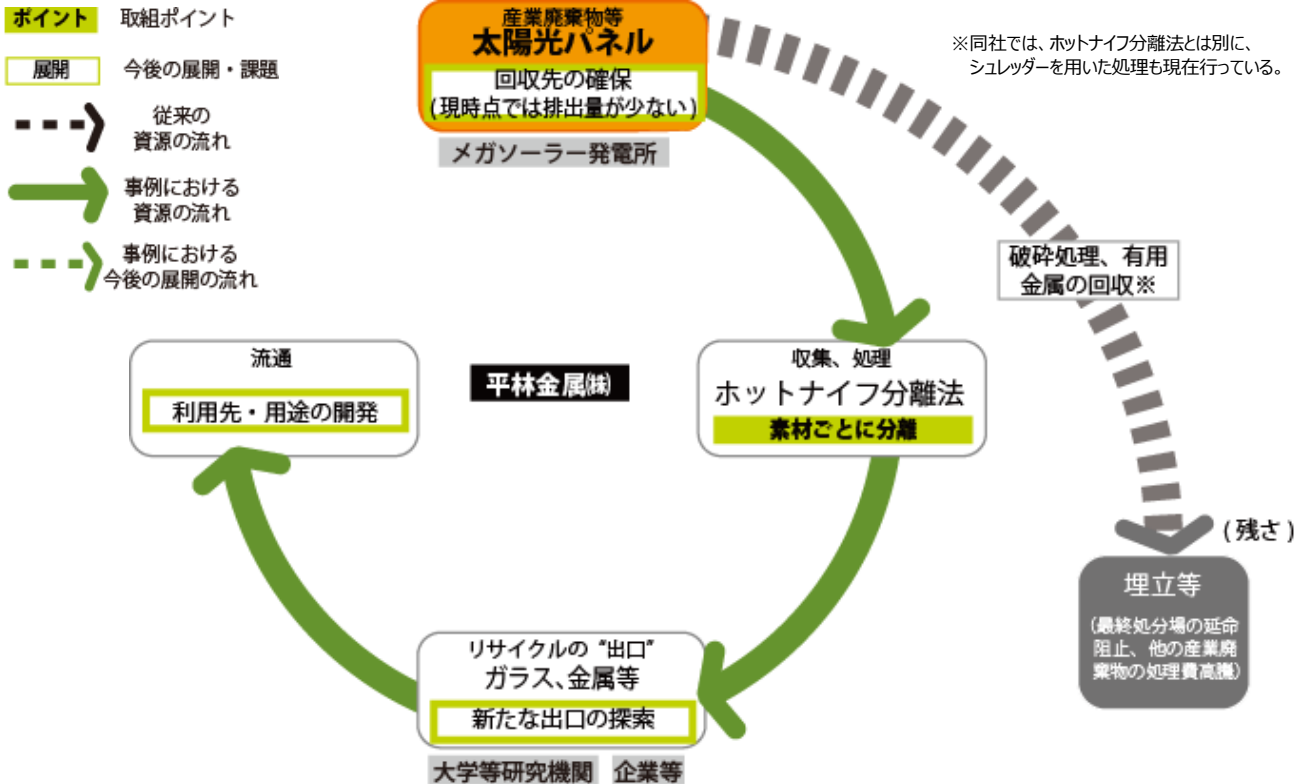 ポイント 取組ポイント
展開 今後の展開・課題
従来の
資源の流れ
事例における
資源の流れ
事例における
今後の展開の流れ
産業廃棄物等
太陽光パネル
回収先の確保
(現時点では排出量が少ない)
メガソーラー発電所
※同社では、ホットナイフ分離法とは別に、
シュレッダーを用いた処理も現在行っている。
破砕処理、有用
金属の回収※
流通
利用先・用途の開発
平林金属㈱
収集、処理
ホットナイフ分離法
素材ごとに分離
(残さ)
埋立等
(最終処分場の延命
阻止、他の産業廃
棄物の処理費高騰)
リサイクルの “出口”
ガラス、金属等
新たな出口の探索
大学等研究機関 企業等